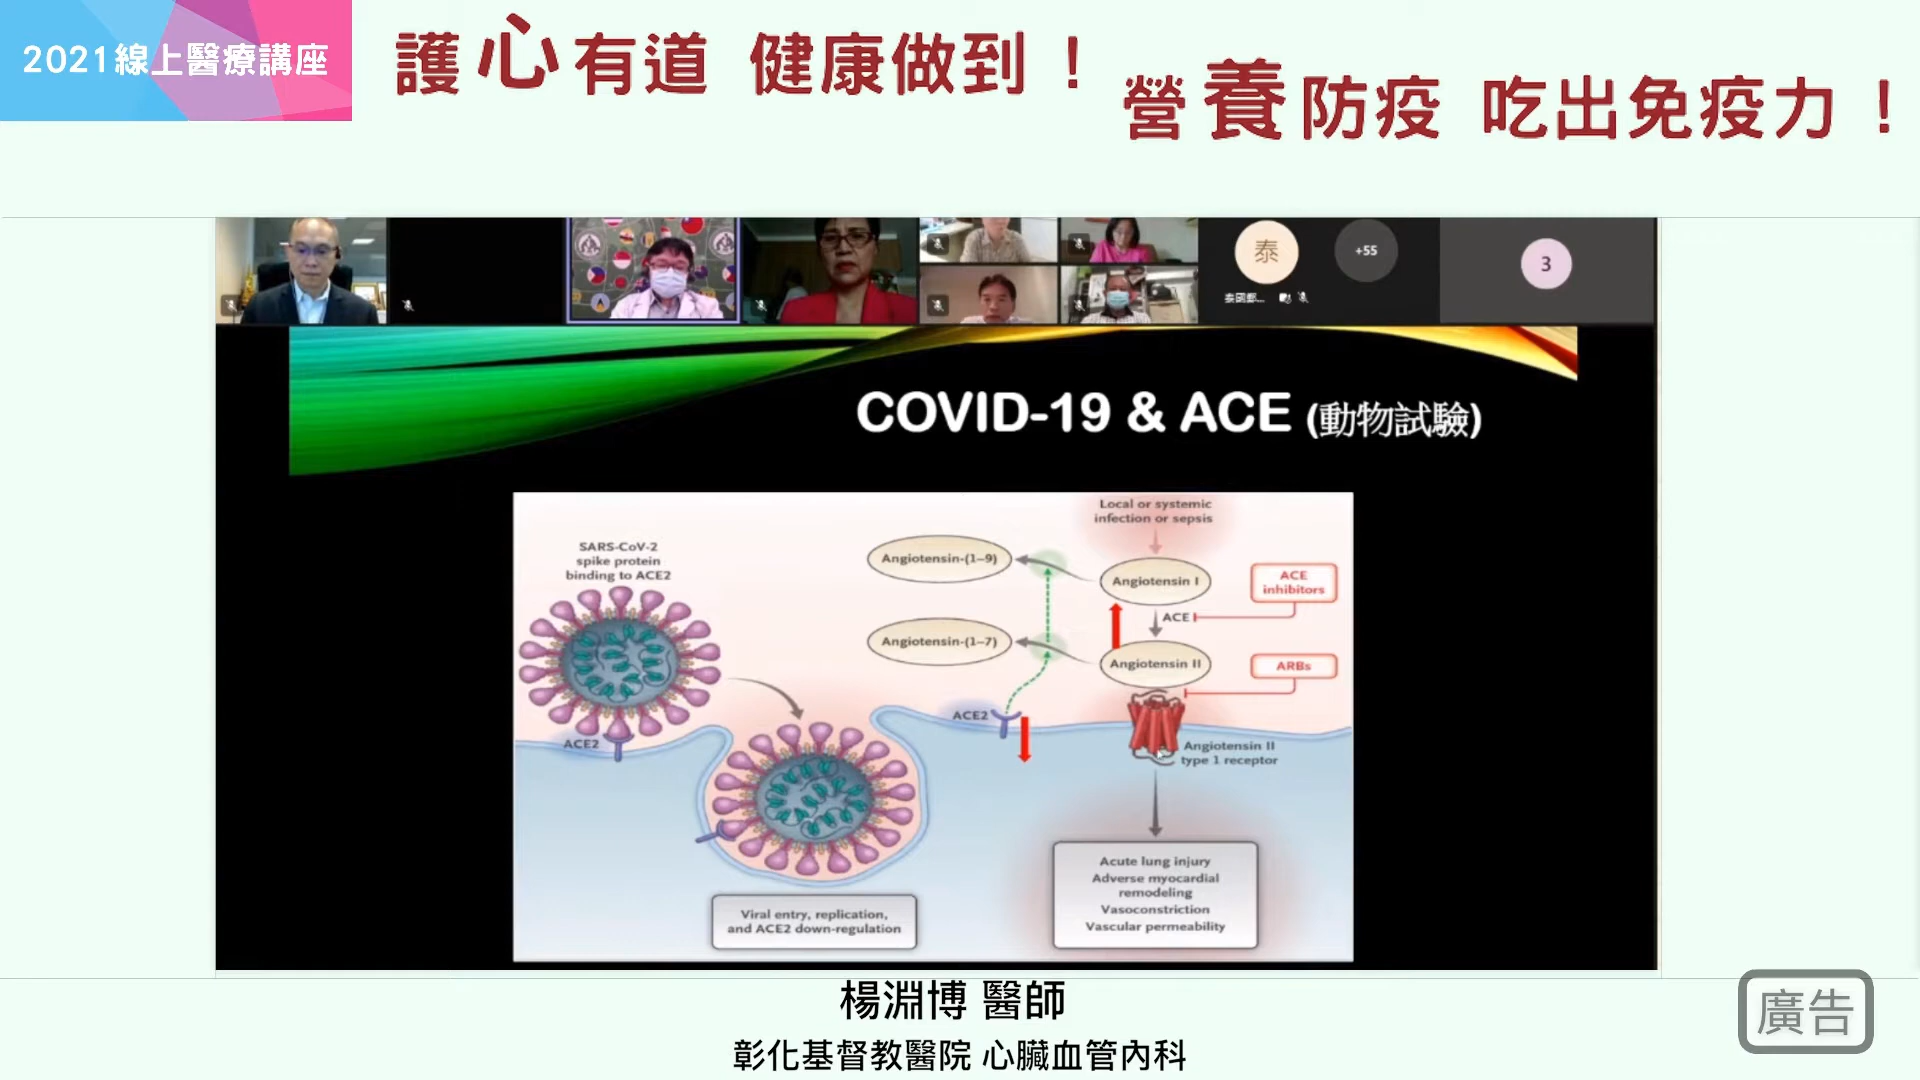 2021線上醫療講座
護心有道 健康做到！
營養防疫 吃出免疫力！
泰
+55
3
COVID-19 & ACE (動物試驗)
Local or systemic
infection or sepsis
SARS-CoV-2
spike protein
binding to ACE2
Angiotensin-(1–9)
Angiotensin I
ACE
inhibitors
ACE
Angiotensin-(1–7)
Angiotensin II
ARBs
ACE2
ACE2
Angiotensin II
type 1 receptor
Viral entry, replication,
and ACE2 down-regulation
Acute lung injury
Adverse myocardial
remodeling
Vasoconstriction
Vascular permeability
楊淵博 醫師
彰化基督教醫院 心臟血管內科
廣告